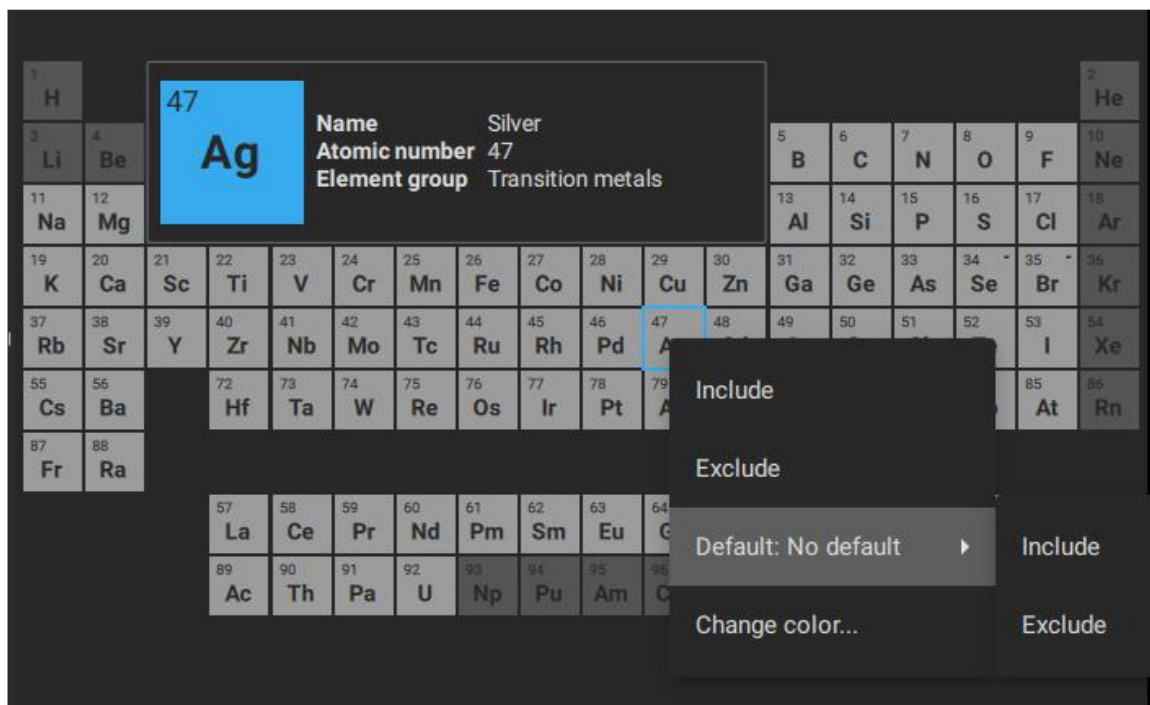 1
H
2
He
47
Ag
Name Silver
Atomic number 47
Element group Transition metals
3 4 5 6 7 8 9 10
Li Be B C N O F Ne
11 12 13 14 15 16 17 18
Na Mg Al Si P S Cl Ar
19 20 21 22 23 24 25 26 27 28 29 30 31 32 33 34 - 35 - 36
K Ca Sc Ti V Cr Mn Fe Co Ni Cu Zn Ga Ge As Se Br Kr
37 38 39 40 41 42 43 44 45 46 47 48 49 50 51 52 53 54
Rb Sr Y Zr Nb Mo Tc Ru Rh Pd I Xe
55 56 72 73 74 75 76 77 78 79 85 86
Cs Ba Hf Ta W Re Os Ir Pt At Rn
87 88
Fr Ra
57 58 59 60 61 62 63 64
La Ce Pr Nd Pm Sm Eu
89 90 91 92 93 94 95 96
Ac Th Pa U Np Pu Am
Include
Exclude
Default: No default
Change color...
Include
Exclude